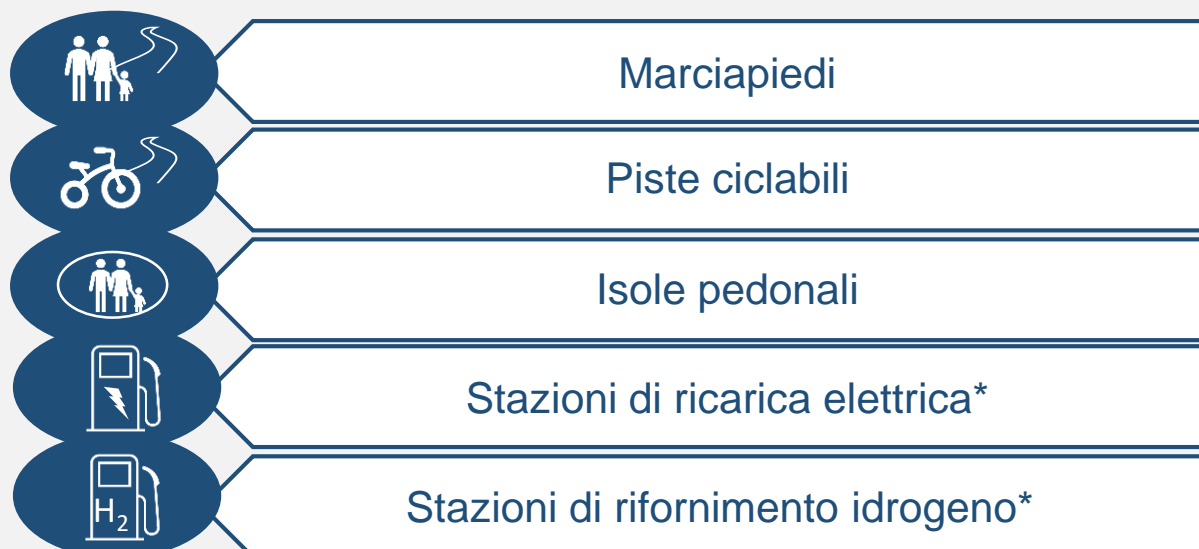 Marciapiedi
Piste ciclabili
Isole pedonali
Stazioni di ricarica elettrica*
H₂
Stazioni di rifornimento idrogeno*